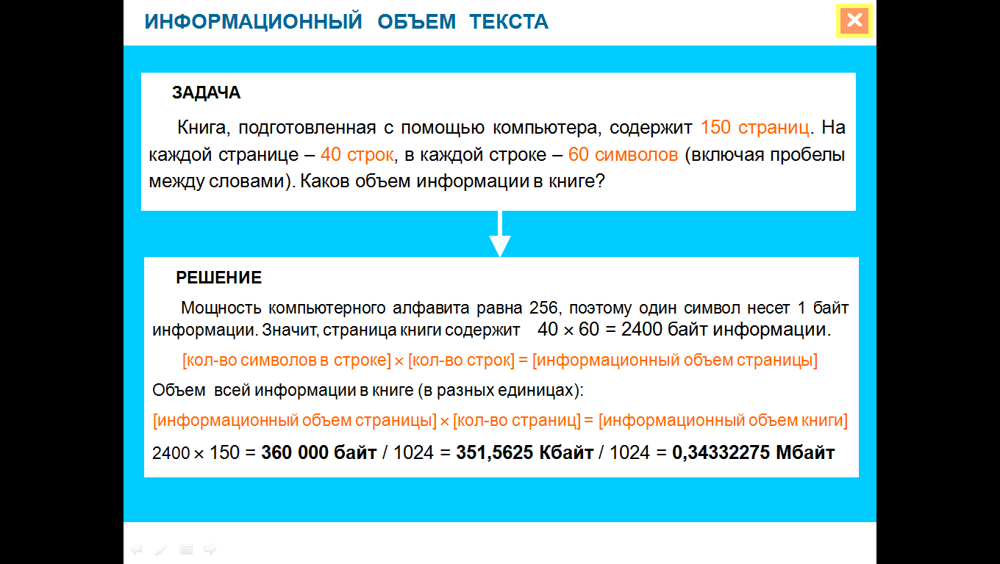 ИНФОРМАЦИОННЫЙ ОБЪЕМ ТЕКСТА
ЗАДАЧА
Книга, подготовленная с помощью компьютера, содержит 150 страниц. На
каждой странице – 40 строк, в каждой строке – 60 символов (включая пробелы
между словами). Каков объем информации в книге?
РЕШЕНИЕ
Мощность компьютерного алфавита равна 256, поэтому один символ несет 1 байт
информации. Значит, страница книги содержит 40 × 60 = 2400 байт информации.
[кол-во символов в строке] × [кол-во строк] = [информационный объем страницы]
Объем всей информации в книге (в разных единицах):
[информационный объем страницы] × [кол-во страниц] = [информационный объем книги]
2400 × 150 = 360 000 байт / 1024 = 351,5625 Кбайт / 1024 = 0,34332275 Мбайт